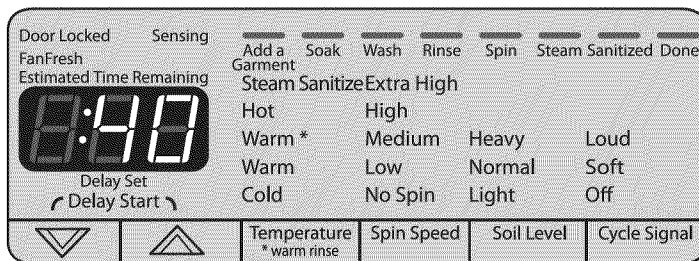 Door Locked Sensing
FanFresh
Estimated Time Remaining
:40
Delay Set
Delay Start
Add a Garment Soak Wash Rinse Spin Steam Sanitized Done
Steam Sanitize Extra High
Hot High
Warm * Medium Heavy Loud
Warm Low Normal Soft
Cold No Spin Light Off
Temperature Spin Speed Soil Level Cycle Signal
* warm rinse